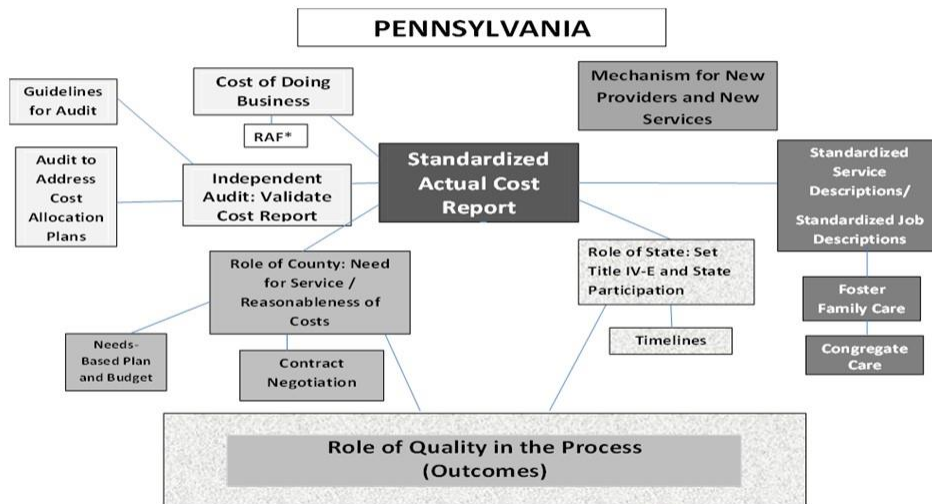 PENNSYLVANIA
Guidelines
for Audit
Cost of Doing
Business
RAF*
Mechanism for New
Providers and New
Services
Audit to
Address
Cost
Allocation
Plans
Independent
Audit: Validate
Cost Report
Standardized
Actual Cost
Report
Standardized
Service
Descriptions/
Standardized Job
Descriptions
Role of County: Need
for Service /
Reasonableness of
Costs
Role of State: Set
Title IV-E and State
Participation
Foster
Family Care
Needs-
Based Plan
and Budget
Contract
Negotiation
Timelines
Congregate
Care
Role of Quality in the Process
(Outcomes)